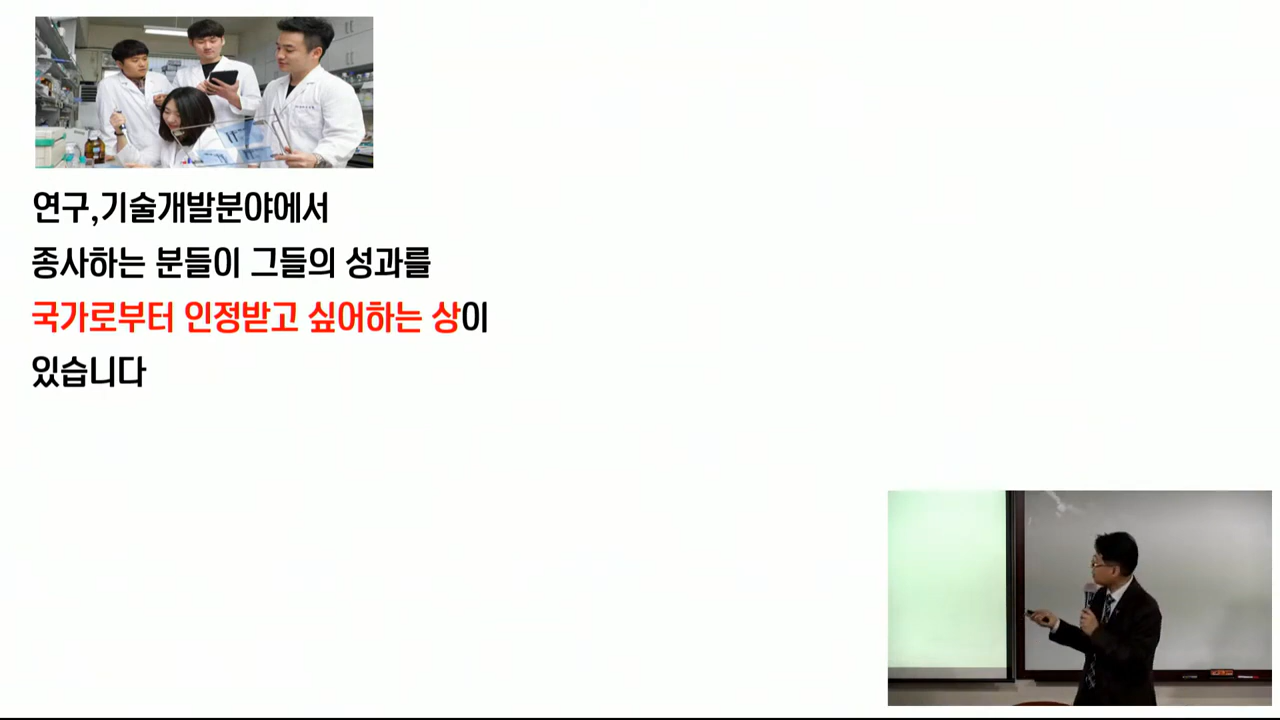 연구,기술개발분야에서
종사하는 분들이 그들의 성과를
국가로부터 인정받고 싶어하는 상이
있습니다